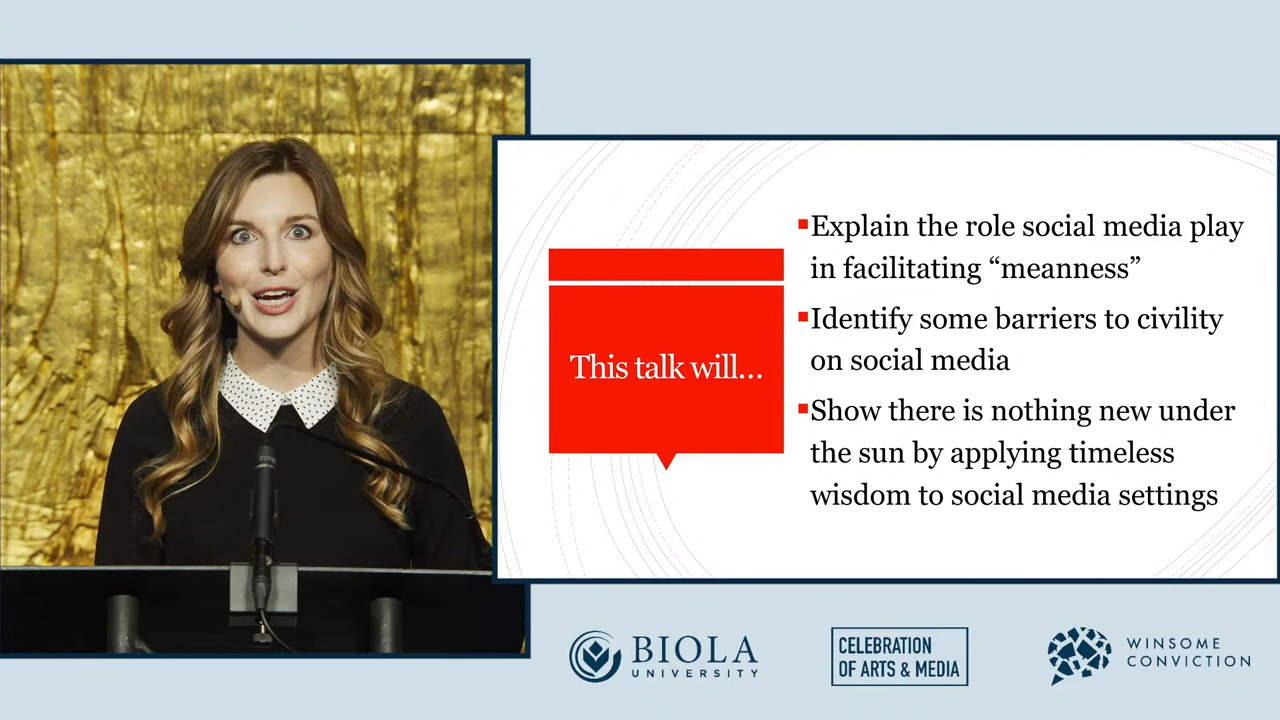 This talk will...
▪Explain the role social media play
in facilitating “meanness”
▪Identify some barriers to civility
on social media
▪Show there is nothing new under
the sun by applying timeless
wisdom to social media settings
BIOLA
UNIVERSITY
CELEBRATION
OF ARTS & MEDIA
WINSOME
CONVICTION